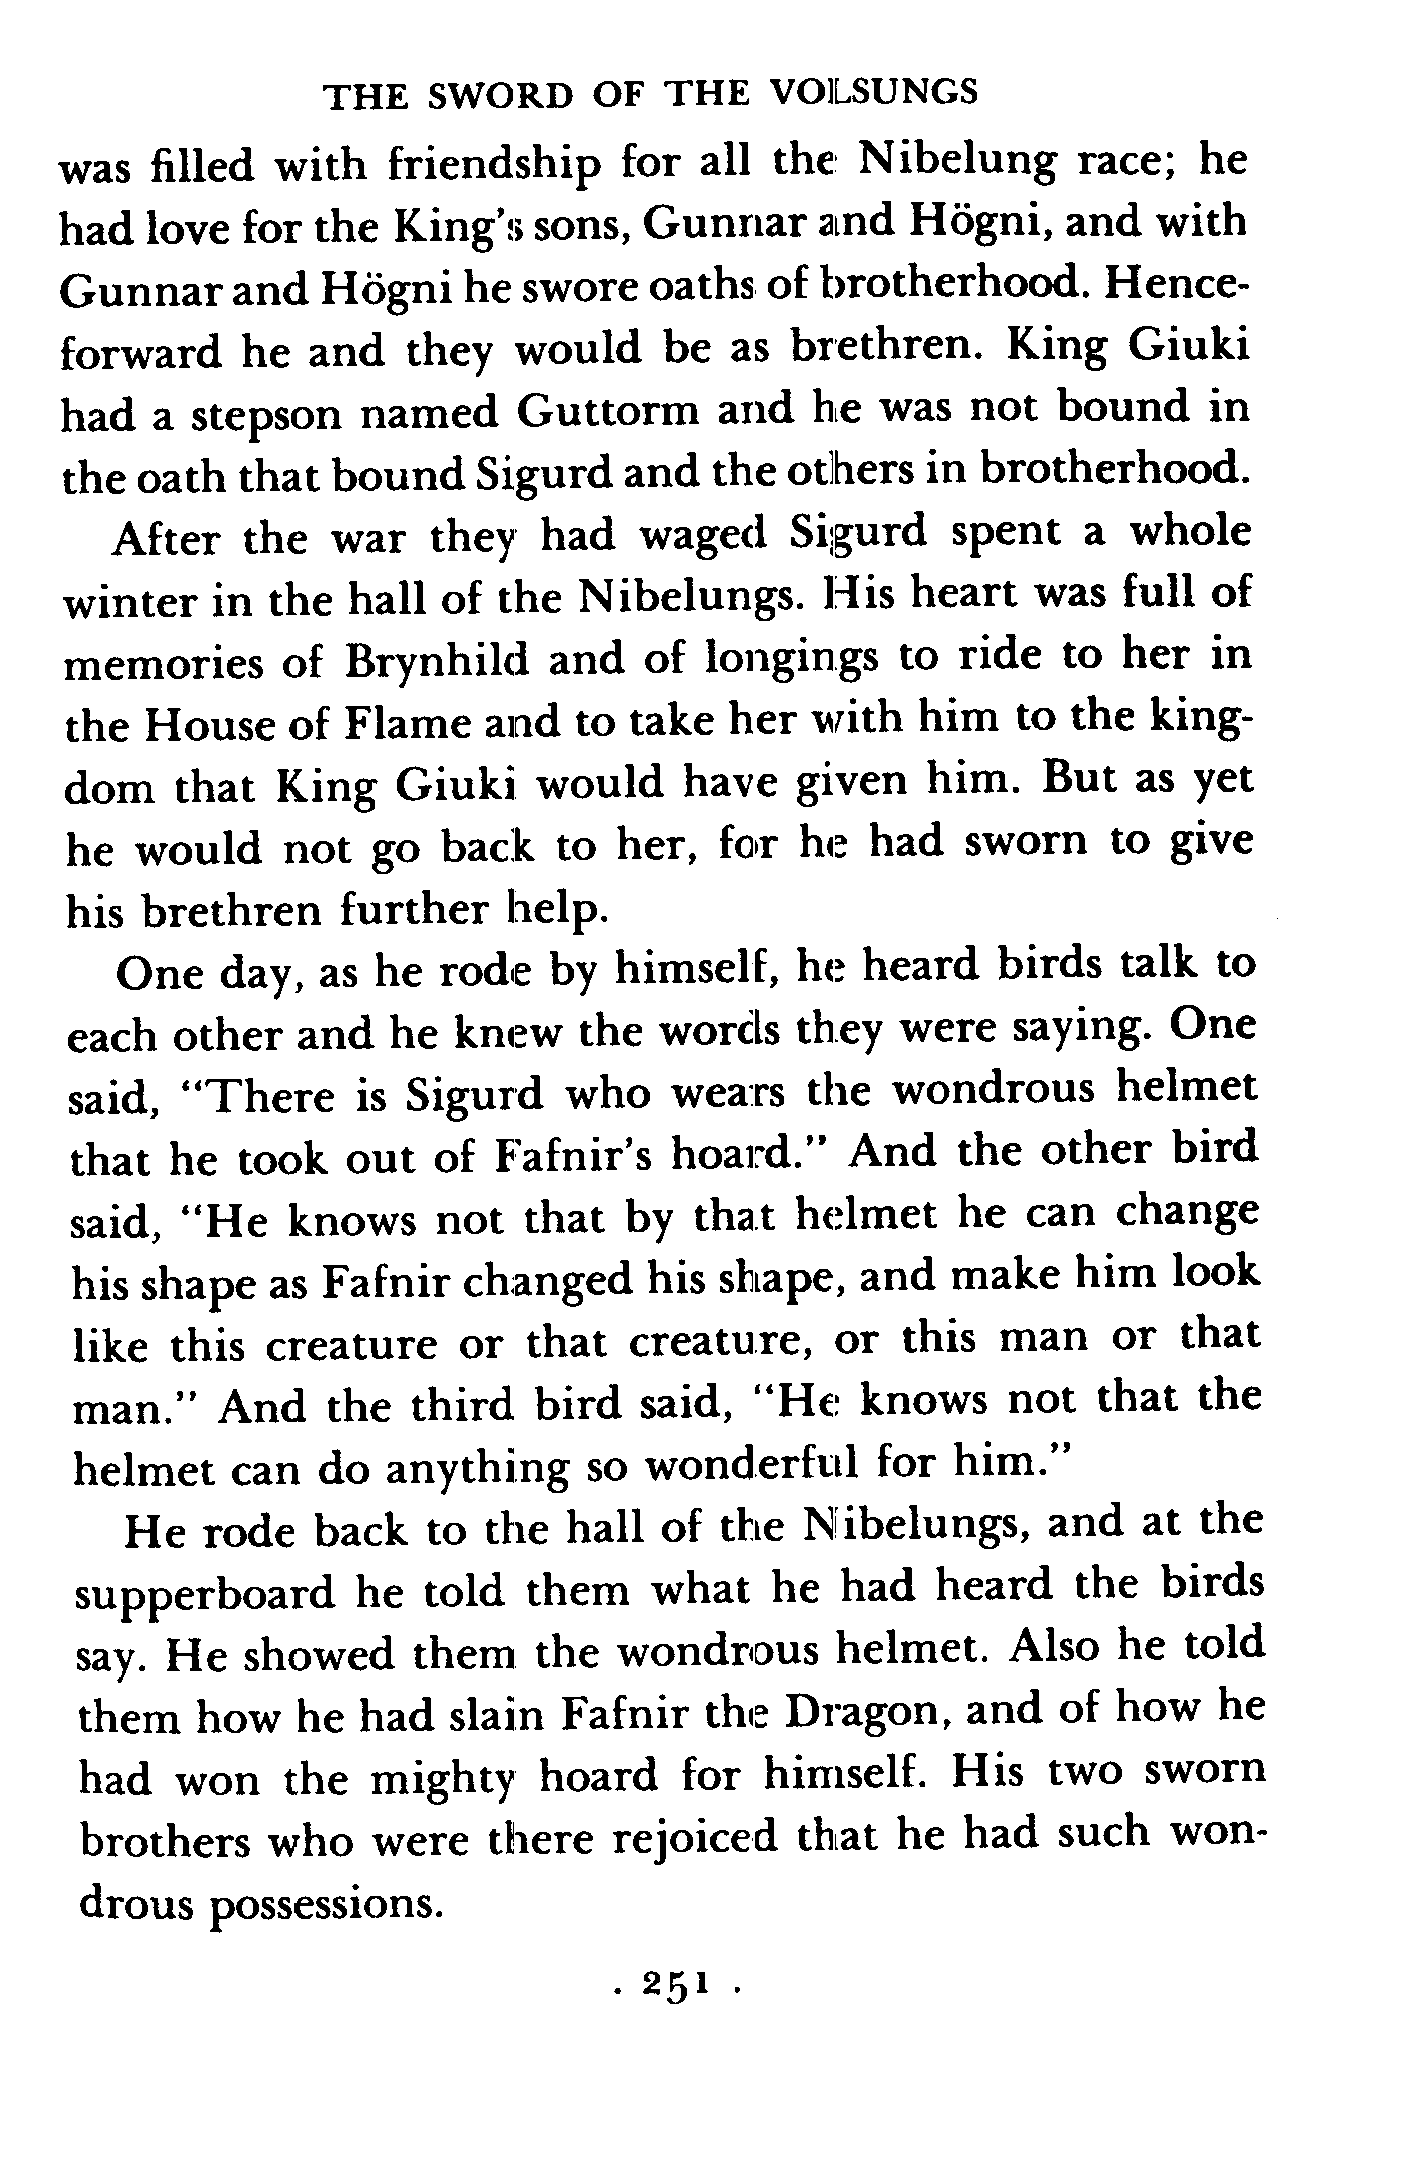 THE SWORD OF THE VOLSUNGS
was filled with friendship for all the Nibelung race; he
had love for the King's sons, Gunnar and Högni, and with
Gunnar and Högni he swore oaths of brotherhood. Hence-
forward he and they would be as brethren. King Giuki
had a stepson named Guttorm and he was not bound in
the oath that bound Sigurd and the others in brotherhood.
After the war they had waged Sigurd spent a whole
winter in the hall of the Nibelungs. His heart was full of
memories of Brynhild and of longings to ride to her in
the House of Flame and to take her with him to the king-
dom that King Giuki would have given him. But as yet
he would not go back to her, for he had sworn to give
his brethren further help.
One day, as he rode by himself, he heard birds talk to
each other and he knew the words they were saying. One
said, "There is Sigurd who wears the wondrous helmet
that he took out of Fafnir's hoard." And the other bird
said, "He knows not that by that helmet he can change
his shape as Fafnir changed his shape, and make him look
like this creature or that creature, or this man or that
man." And the third bird said, "He knows not that the
helmet can do anything so wonderful for him."
He rode back to the hall of the Nibelungs, and at the
supperboard he told them what he had heard the birds
say. He showed them the wondrous helmet. Also he told
them how he had slain Fafnir the Dragon, and of how he
had won the mighty hoard for himself. His two sworn
brothers who were there rejoiced that he had such won-
drous possessions.
. 251 .